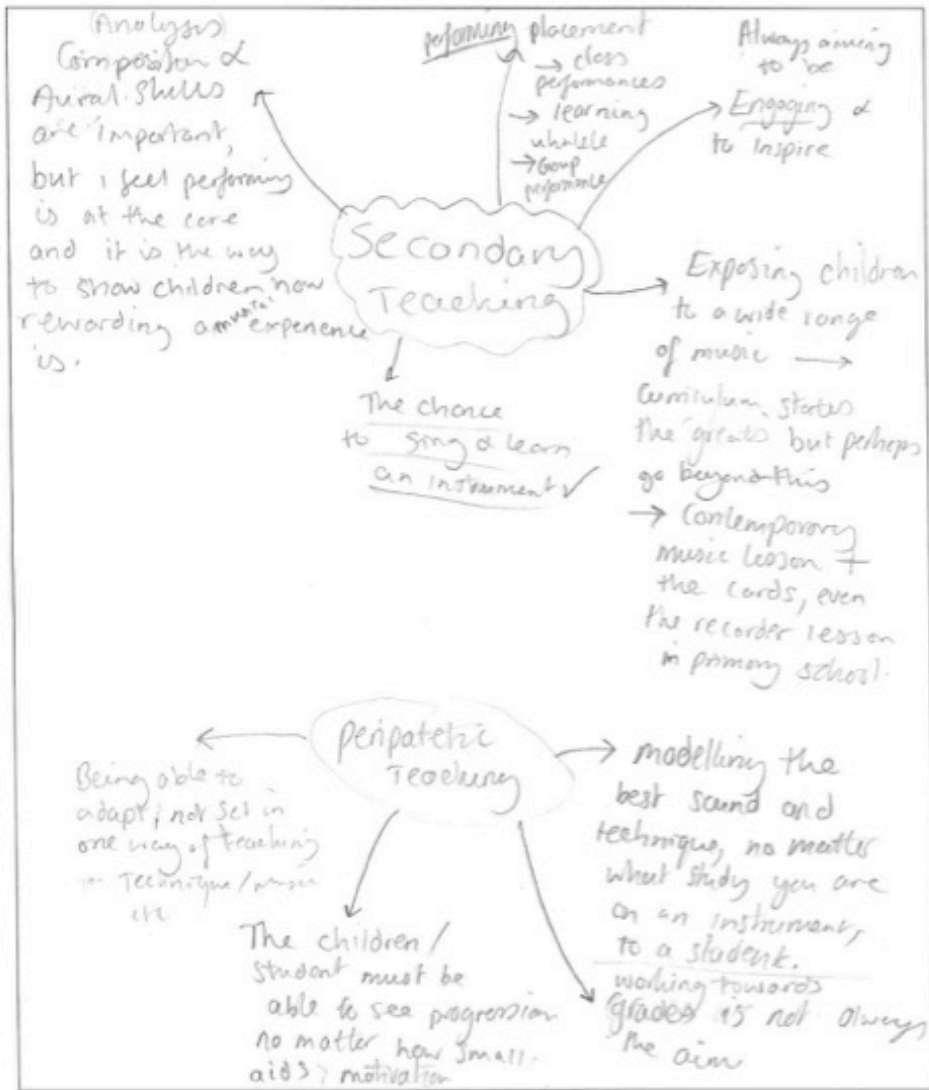 (Analysis)
Composition &
Aural Skills
are important,
but i feel performing
is at the core
and it is the way
to show children how
rewarding a musical experience
is.
performing placement
→ class
performances
→ learning
ukulele
→ Group
performance
Always aiming
to be
Engaging &
to inspire
Secondary
Teaching
Exposing children
to a wide range
of music →
Curriculum states
the 'greats' but perhaps
go beyond this
→ Contemporary
music lesson +
the cards, even
the recorder lesson
in primary school.
The chance
to sing & learn
an instrument ✓
peripatetic
Teaching
Being able to
adapt, not set in
one way of teaching
Technique/music
etc
The children/
student must be
able to see progression
no matter how small.
aids motivation
modelling the
best sound and
technique, no matter
what study you are
on an instrument,
to a student.
working towards
grades is not always
the aim